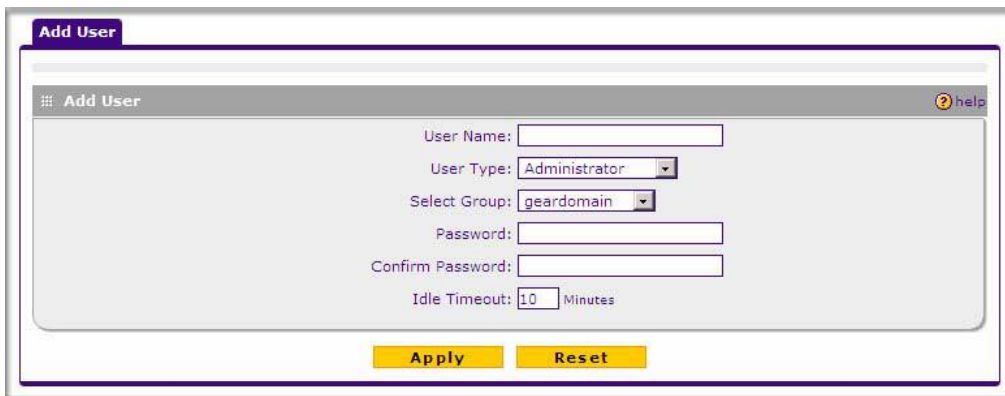 Add User
Add User
? help
User Name:
User Type: Administrator
Select Group: geardomain
Password:
Confirm Password:
Idle Timeout: 10 Minutes
Apply Reset